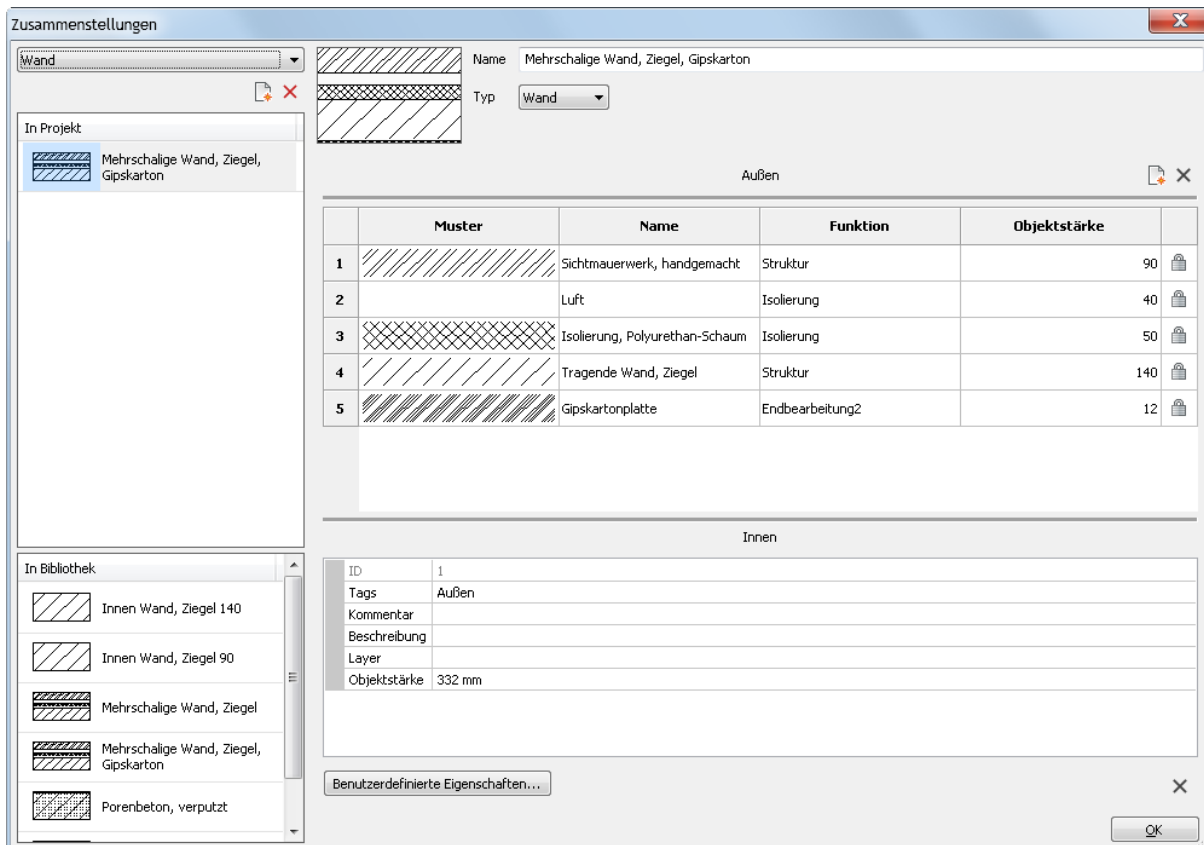 Zusammenstellungen
Wand
In Projekt
Mehrschalige Wand, Ziegel,
Gipskarton
In Bibliothek
Innen Wand, Ziegel 140
Innen Wand, Ziegel 90
Mehrschalige Wand, Ziegel
Mehrschalige Wand, Ziegel,
Gipskarton
Porenbeton, verputzt
Name Mehrschalige Wand, Ziegel, Gipskarton
Typ Wand
Außen
Muster Name Funktion Objektstärke
1 Sichtmauerwerk, handgemacht Struktur 90
2 Luft Isolierung 40
3 Isolierung, Polyurethan-Schaum Isolierung 50
4 Tragende Wand, Ziegel Struktur 140
5 Gipskartonplatte Endbearbeitung2 12
Innen
ID 1
Tags Außen
Kommentar
Beschreibung
Layer
Objektstärke 332 mm
Benutzerdefinierte Eigenschaften...
OK